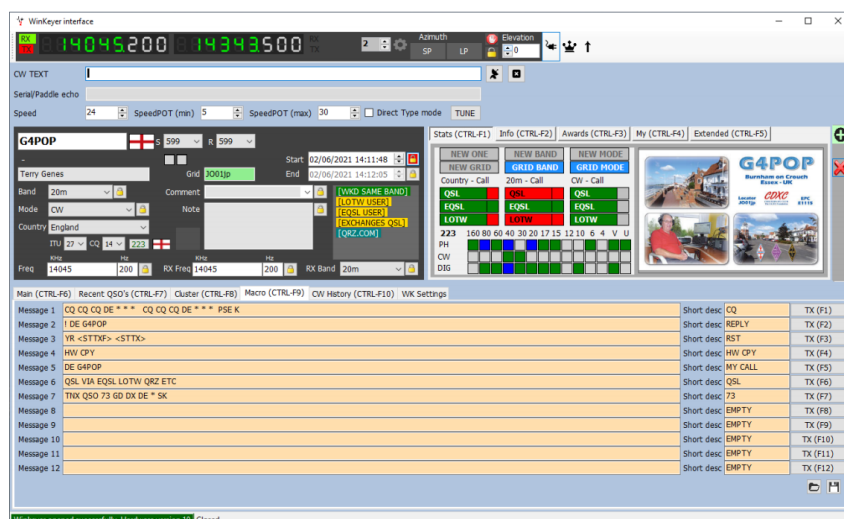 WinKeyer interface
RX 14045.200 14343.500 RX
TX TX
2
Azimuth
SP LP
Elevation
0
CW TEXT
Serial/Paddle echo
Speed 24 SpeedPOT (min) 5 SpeedPOT (max) 30 Direct Type mode TUNE
G4POP S 599 R 599
- Start 02/06/2021 14:11:48
Terry Genes Grid JO01jp End 02/06/2021 14:12:05
Band 20m Comment
Mode CW Note
Country England
ITU 27 CQ 14 223
KHz Hz KHz Hz
Freq 14045 200 RX Freq 14045 200 RX Band 20m
[WKD SAME BAND]
[LOTW USER]
[EQSL USER]
[EXCHANGES QSL]
[QRZ.COM]
Stats (CTRL-F1) Info (CTRL-F2) Awards (CTRL-F3) My (CTRL-F4) Extended (CTRL-F5)
NEW ONE NEW BAND NEW MODE
NEW GRID GRID BAND GRID MODE
Country - Call 20m - Call CW - Call
QSL QSL QSL
EQSL EQSL EQSL
LOTW LOTW LOTW
223 160 80 60 40 30 20 17 15 12 10 6 4 V U
PH
CW
DIG
G4POP
Burnham on Crouch
Essex - UK
Locator
JO01jp
CDXC
EPC
Main (CTRL-F6) Recent QSO's (CTRL-F7) Cluster (CTRL-F8) Macro (CTRL-F9) CW History (CTRL-F10) WK Settings
Message 1 CQ CQ CQ DE * * * CQ CQ CQ DE * * * PSE K Short desc CQ TX (F1)
Message 2 ! DE G4POP Short desc REPLY TX (F2)
Message 3 YR <STTXF> <STTX> Short desc RST TX (F3)
Message 4 HW CPY Short desc HW CPY TX (F4)
Message 5 DE G4POP Short desc MY CALL TX (F5)
Message 6 QSL VIA EQSL LOTW QRZ ETC Short desc QSL TX (F6)
Message 7 TNX QSO 73 GD DX DE * SK Short desc 73 TX (F7)
Message 8 Short desc EMPTY TX (F8)
Message 9 Short desc EMPTY TX (F9)
Message 10 Short desc EMPTY TX (F10)
Message 11 Short desc EMPTY TX (F11)
Message 12 Short desc EMPTY TX (F12)